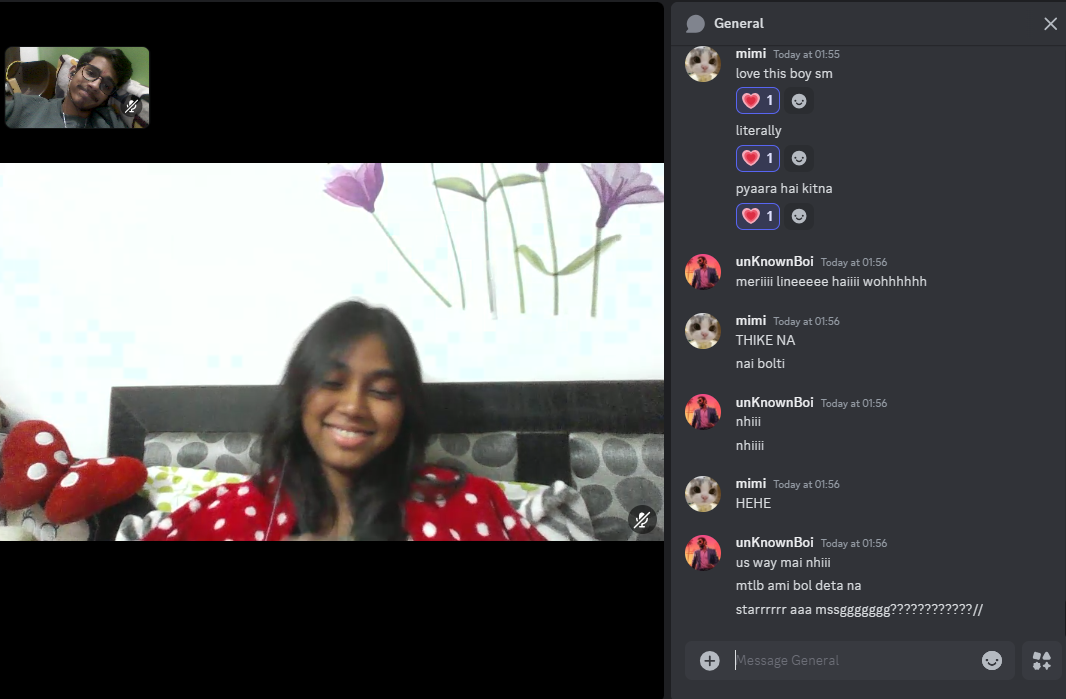 General
mimi Today at 01:55
love this boy sm
1
literally
1
pyaara hai kitna
1
unKnownBoi Today at 01:56
meriiii lineeeee haiiii wohhhhhh
mimi Today at 01:56
THIKE NA
nai bolti
unKnownBoi Today at 01:56
nhiii
nhiiii
mimi Today at 01:56
HEHE
unKnownBoi Today at 01:56
us way mai nhiii
mtlb ami bol deta na
starrrrrr aaa mssggggggg????????????//
Message General